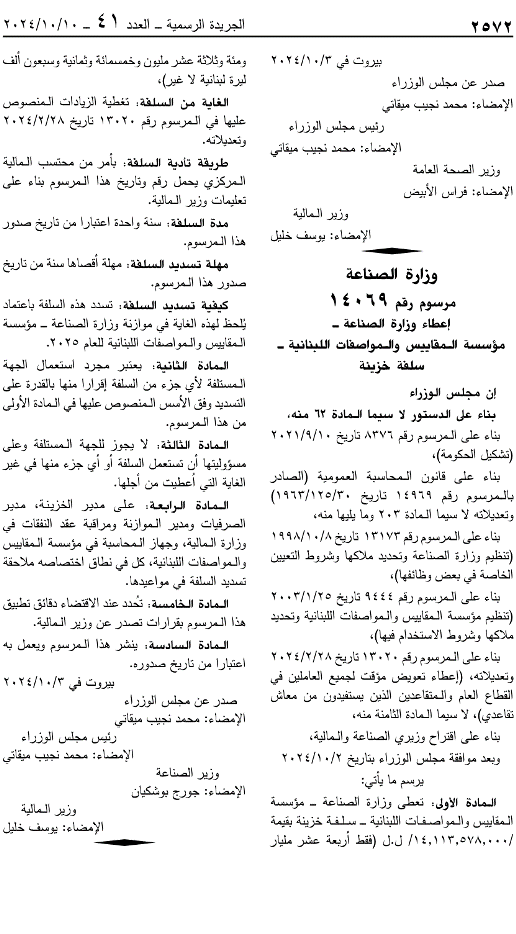 ٢٥٧٢
الجريدة الرسمية ــ العدد ٤١ ــ ٢٠٢٤/١٠/١٠
بيروت في ٢٠٢٤/١٠/٣
صدر عن مجلس الوزراء
الإمضاء: محمد نجيب ميقاتي
رئيس مجلس الوزراء
الإمضاء: محمد نجيب ميقاتي
وزير الصحة العامة
الإمضاء: فراس الأبيض
وزير المالية
الإمضاء: يوسف خليل
وزارة الصناعة
مرسوم رقم ١٤٠٦٩
إعطاء وزارة الصناعة ــ
مؤسسة المقاييس والمواصفات اللبنانية ــ
سلفة خزينة
إن مجلس الوزراء
بناء على الدستور لا سيما المادة ٦٢ منه،
بناء على المرسوم رقم ٨٣٧٦ تاريخ ٢٠٢١/٩/١٠
(تشكيل الحكومة)،
بناء على قانون المحاسبة العمومية (الصادر
بالمرسوم رقم ١٤٩٦٩ تاريخ ١٩٦٣/١٢٥/٣٠)
وتعديلاته لا سيما المادة ٢٠٣ وما يليها منه،
بناء على المرسوم رقم ١٣١٧٣ تاريخ ١٩٩٨/١٠/٨
(تنظيم وزارة الصناعة وتحديد ملاكها وشروط التعيين
الخاصة في بعض وظائفها)،
بناء على المرسوم رقم ٩٤٤٤ تاريخ ٢٠٠٣/١/٢٥
(تنظيم مؤسسة المقاييس والمواصفات اللبنانية وتحديد
ملاكها وشروط الاستخدام فيها)،
بناء على المرسوم رقم ١٣٠٢٠ تاريخ ٢٠٢٤/٢/٢٨
وتعديلاته، (إعطاء تعويض مؤقت لجميع العاملين في
القطاع العام والمتقاعدين الذين يستفيدون من معاش
تقاعدي)، لا سيما المادة الثامنة منه،
بناء على اقتراح وزيري الصناعة والمالية،
وبعد موافقة مجلس الوزراء بتاريخ ٢٠٢٤/١٠/٢
يرسم ما يأتي:
المادة الأولى: تعطى وزارة الصناعة ــ مؤسسة
المقاييس والمواصفات اللبنانية ــ سلفة خزينة بقيمة
/١٤,١١٣,٥٧٨,٠٠٠/ ل.ل (فقط أربعة عشر مليار
ومئة وثلاثة عشر مليون وخمسمائة وثمانية وسبعون ألف
ليرة لبنانية لا غير)،
الغاية من السلفة: تغطية الزيادات المنصوص
عليها في المرسوم رقم ١٣٠٢٠ تاريخ ٢٠٢٤/٢/٢٨
وتعديلاته.
طريقة تادية السلفة: بأمر من محتسب المالية
المركزي يحمل رقم وتاريخ هذا المرسوم بناء على
تعليمات وزير المالية.
مدة السلفة: سنة واحدة اعتبارا من تاريخ صدور
هذا المرسوم.
مهلة تسديد السلفة: مهلة أقصاها سنة من تاريخ
صدور هذا المرسوم.
كيفية تسديد السلفة: تسدد هذه السلفة باعتماد
يُلحظ لهذه الغاية في موازنة وزارة الصناعة ــ مؤسسة
المقاييس والمواصفات اللبنانية للعام ٢٠٢٥.
المادة الثانية: يعتبر مجرد استعمال الجهة
المستلفة لأي جزء من السلفة إقرارا منها بالقدرة على
التسديد وفق الأسس المنصوص عليها في المادة الأولى
من هذا المرسوم.
المادة الثالثة: لا يجوز للجهة المستلفة وعلى
مسؤوليتها أن تستعمل السلفة أو أي جزء منها في غير
الغاية التي أعطيت من أجلها.
المادة الرابعة: على مدير الخزينة، مدير
الصرفيات ومدير الموازنة ومراقبة عقد النفقات في
وزارة المالية، وجهاز المحاسبة في مؤسسة المقاييس
والمواصفات اللبنانية، كل في نطاق اختصاصه ملاحقة
تسديد السلفة في مواعيدها.
المادة الخامسة: تُحدد عند الاقتضاء دقائق تطبيق
هذا المرسوم بقرارات تصدر عن وزير المالية.
المادة السادسة: ينشر هذا المرسوم ويعمل به
اعتبارا من تاريخ صدوره.
بيروت في ٢٠٢٤/١٠/٣
صدر عن مجلس الوزراء
الإمضاء: محمد نجيب ميقاتي
رئيس مجلس الوزراء
الإمضاء: محمد نجيب ميقاتي
وزير الصناعة
الإمضاء: جورج بوشكيان
وزير المالية
الإمضاء: يوسف خليل